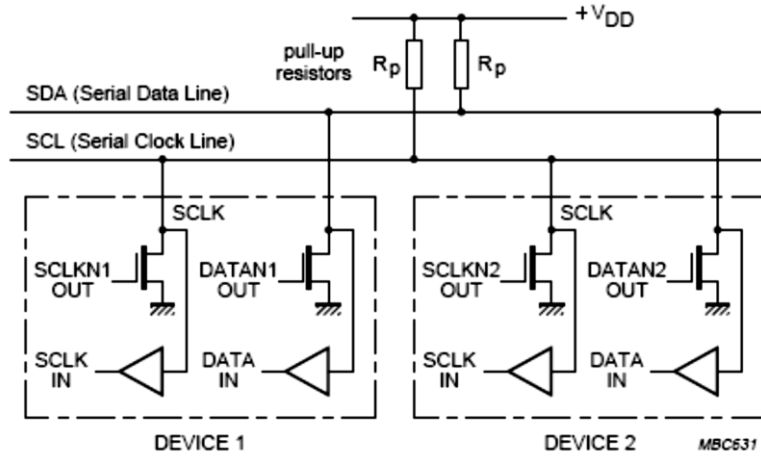 +VDD
pull-up
resistors
Rp
Rp
SDA (Serial Data Line)
SCL (Serial Clock Line)
SCLK
SCLKN1
OUT
DATAN1
OUT
SCLK
IN
DATA
IN
DEVICE 1
SCLK
SCLKN2
OUT
DATAN2
OUT
SCLK
IN
DATA
IN
DEVICE 2
MBC631